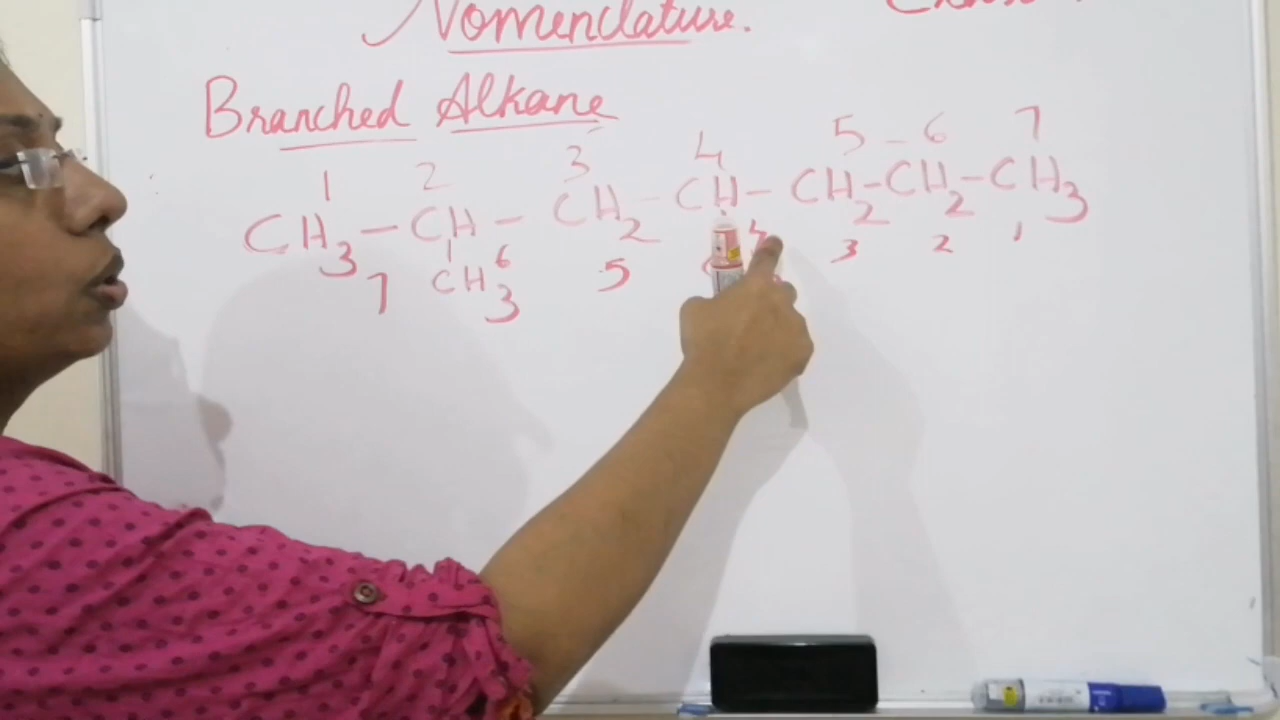 Nomenclature.
Branched Alkane
1 2 3 4 5 6 7
CH3 - CH - CH2 - CH - CH2 - CH2 - CH3
7 6 5 4 3 2 1
CH3